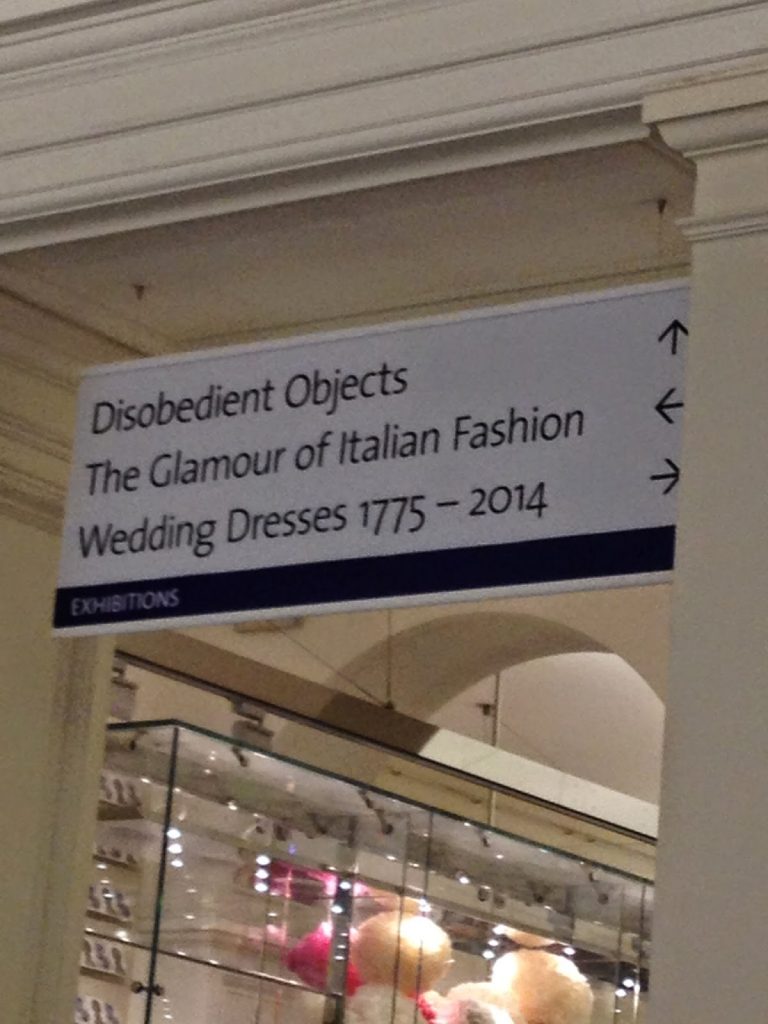 Disobedient Objects ↑
The Glamour of Italian Fashion ←
Wedding Dresses 1775 – 2014 →
EXHIBITIONS